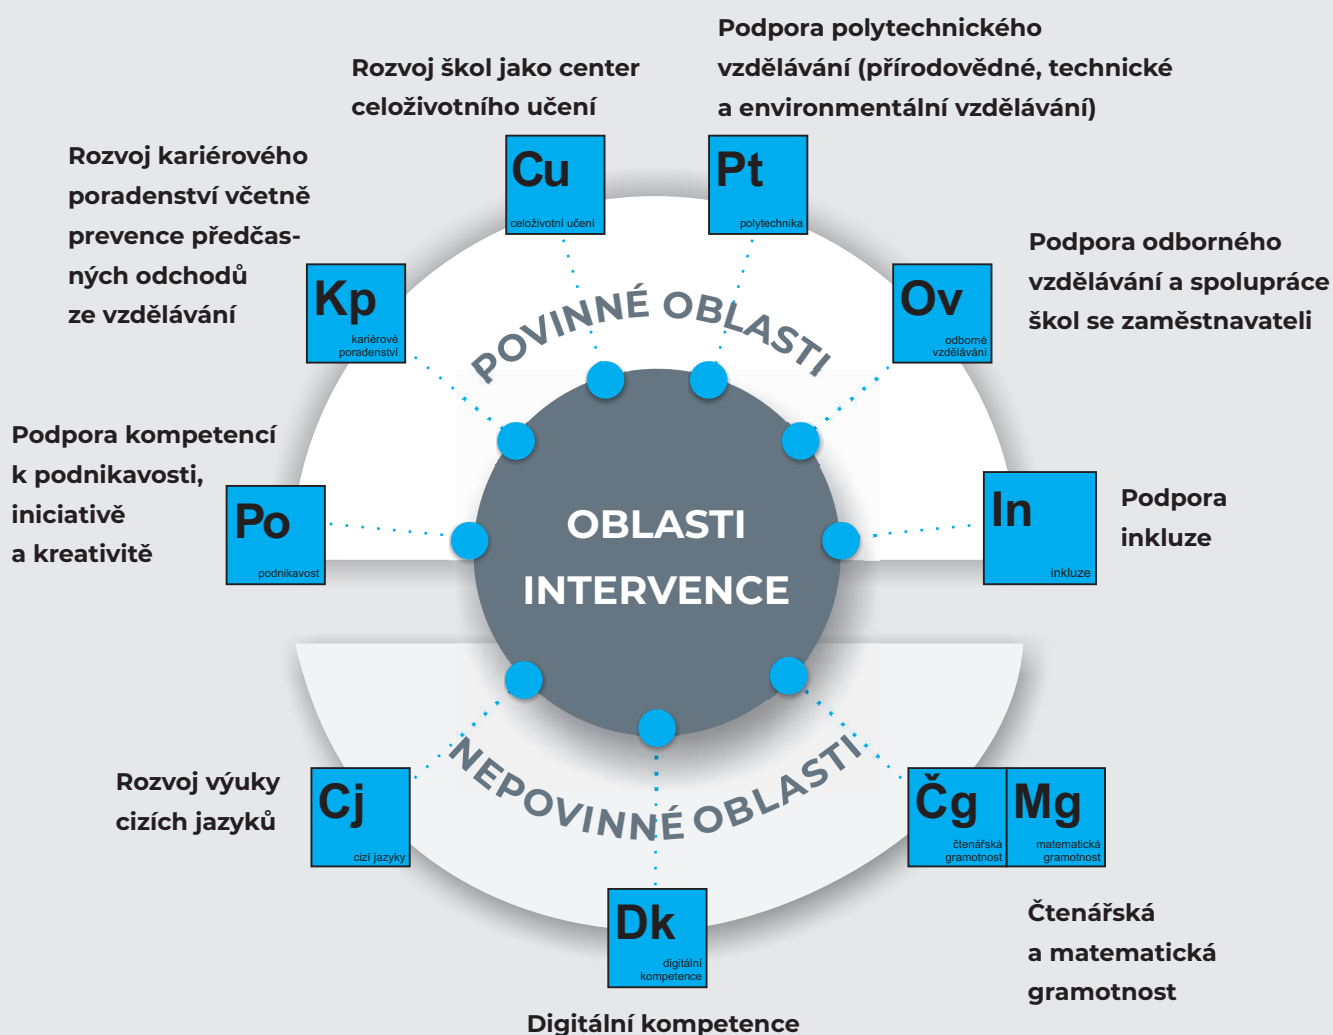 Podpora polytechnického
vzdělávání (přírodovědné, technické
a environmentální vzdělávání)
Rozvoj škol jako center
celoživotního učení
Cu
celoživotní učení
Pt
polytechnika
Rozvoj kariérového
poradenství včetně
prevence předčas-
ných odchodů
ze vzdělávání
Kp
kariérové
poradenství
POVINNÉ OBLASTI
Ov
odborné
vzdělávání
Podpora odborného
vzdělávání a spolupráce
škol se zaměstnavateli
Podpora kompetencí
k podnikavosti,
iniciativě
a kreativitě
Po
podnikavost
OBLASTI
INTERVENCE
In
inkluze
Podpora
inkluze
Rozvoj výuky
cizích jazyků
Cj
cizí jazyky
NEPOVINNÉ OBLASTI
Čg
čtenářská
gramotnost
Mg
matematická
gramotnost
Čtenářská
a matematická
gramotnost
Dk
digitální
kompetence
Digitální kompetence